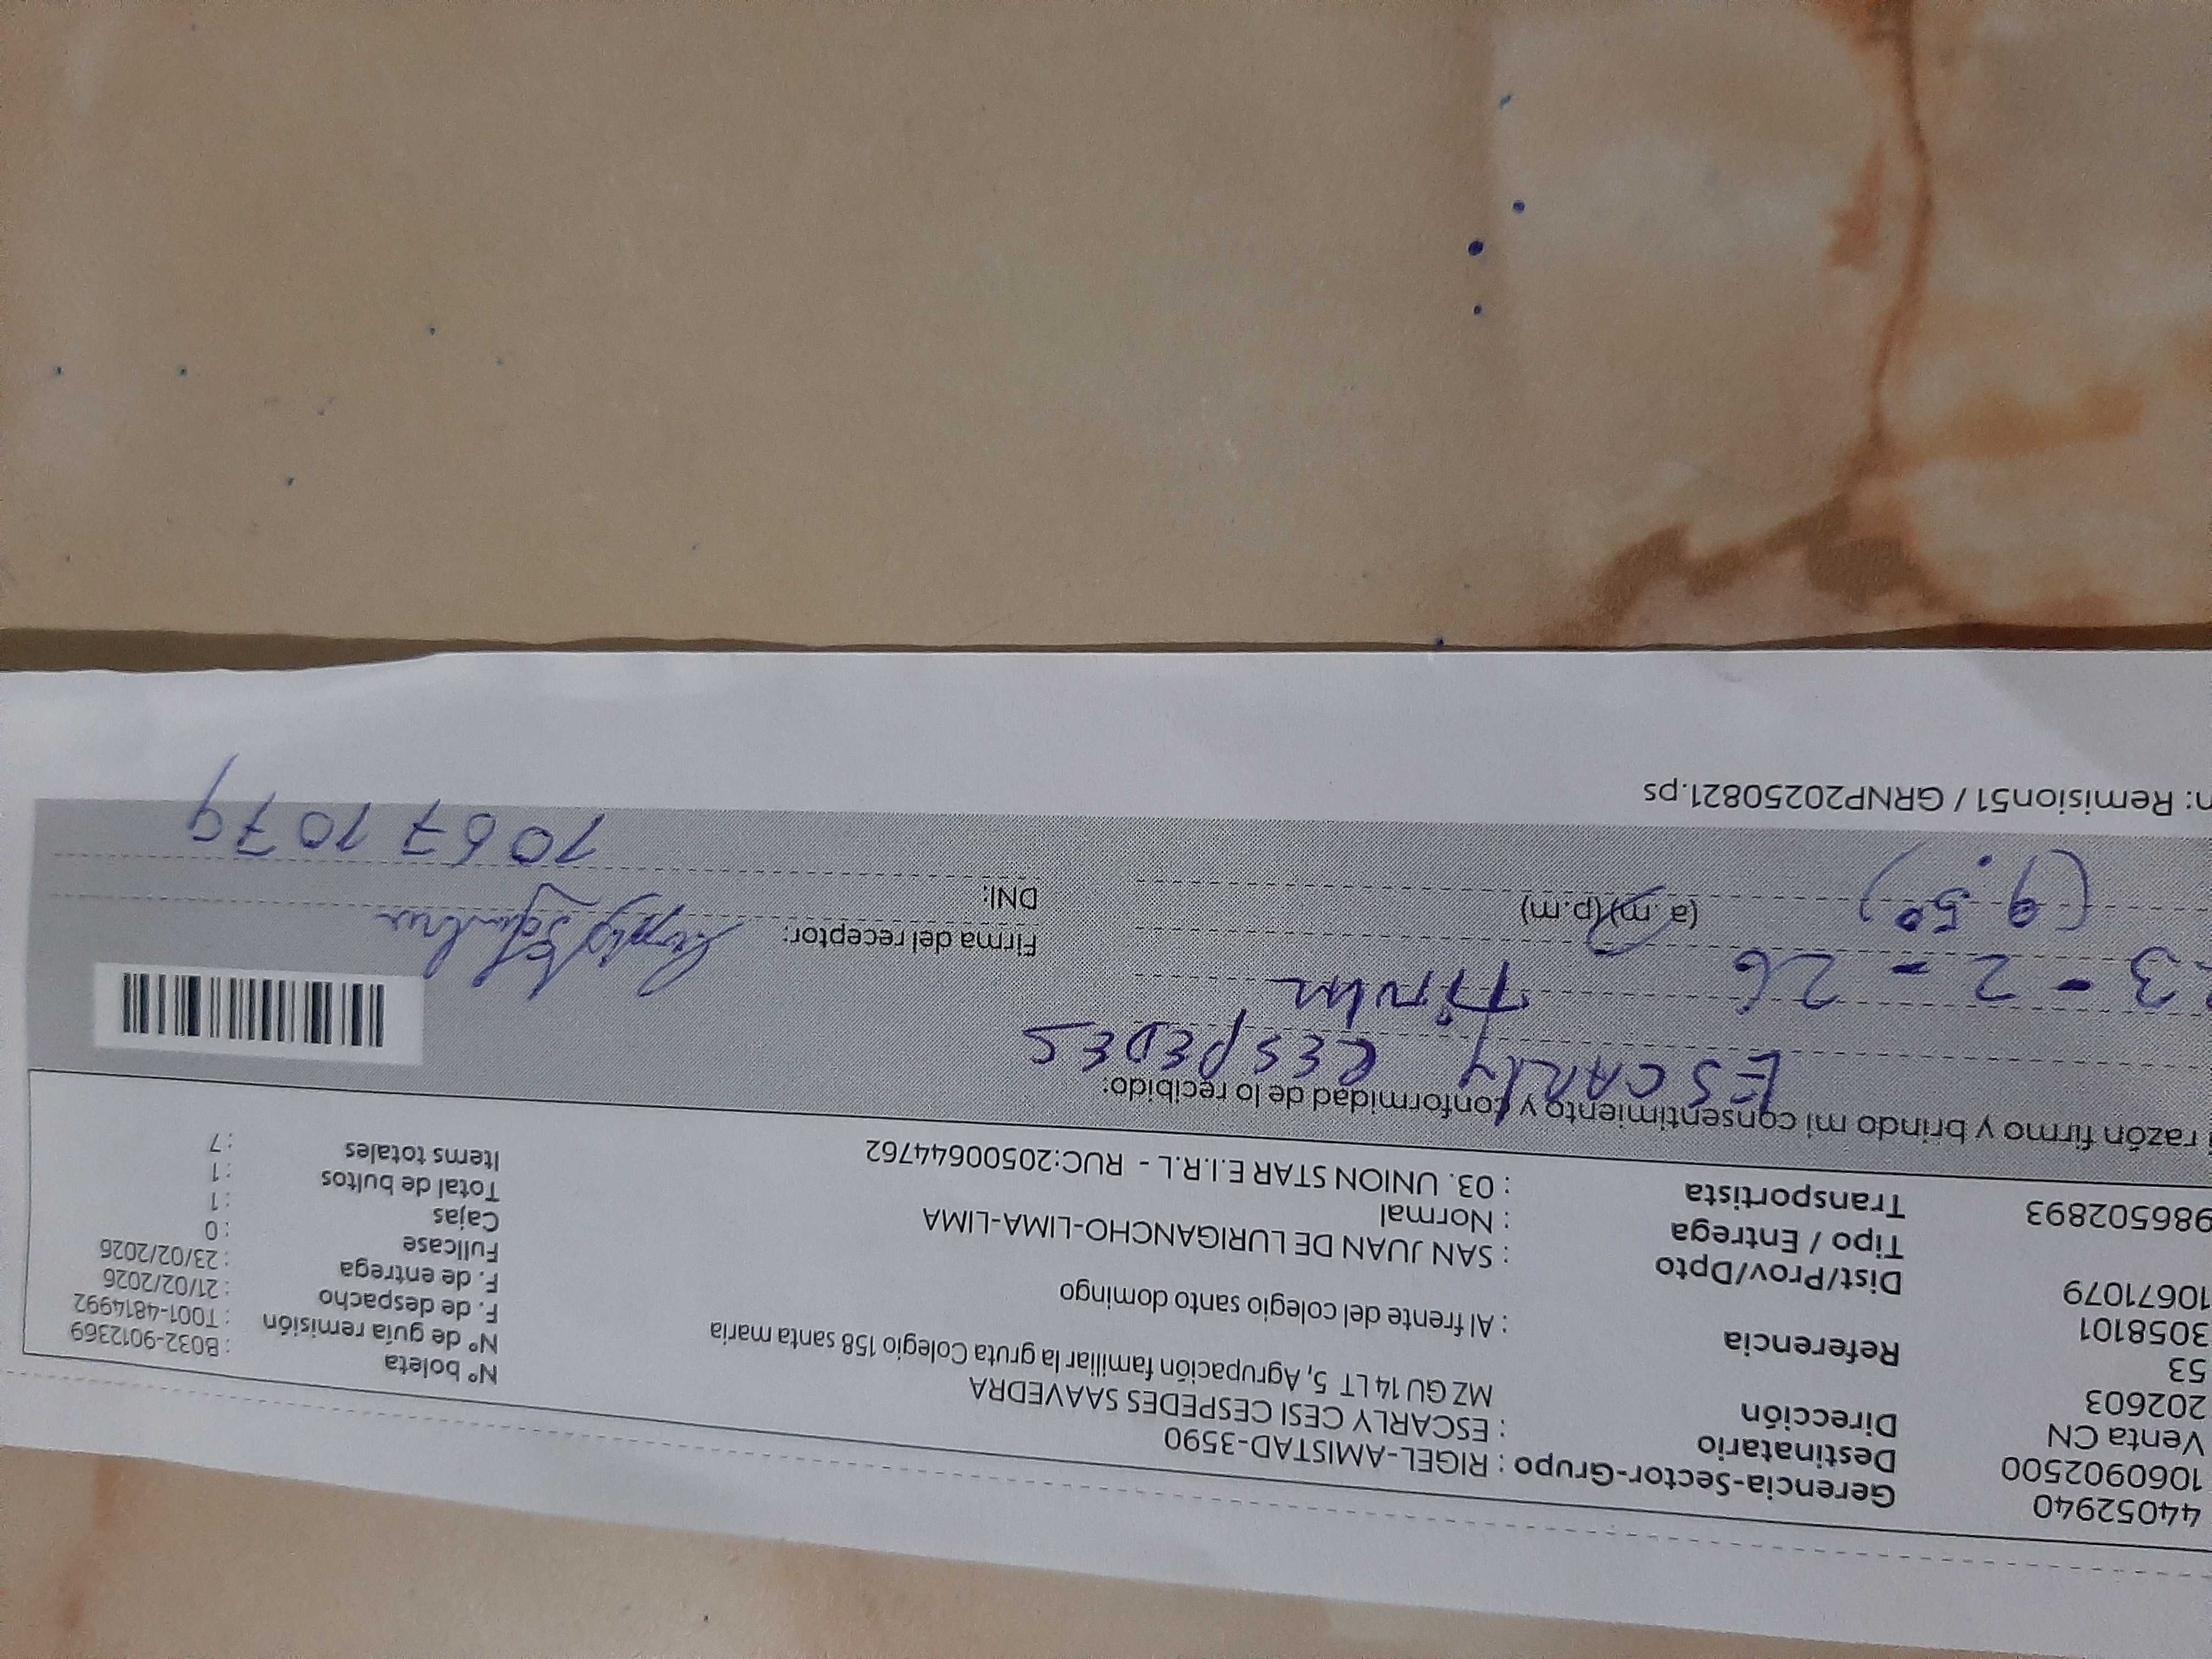 44052940 Gerencia-Sector-Grupo : RIGEL-AMISTAD-3590 N° boleta : B032-9012369
1060902500 Destinatario : ESCARLY CESI CESPEDES SAAVEDRA N° de guía remisión : T001-4814992
Venta CN Dirección MZ GU 14 LT 5, Agrupación familiar la gruta Colegio 158 santa maria F. de despacho : 21/02/2026
202603 F. de entrega : 23/02/2026
53 Referencia : Al frente del colegio santo domingo Fullcase : 0
3058101 Cajas : 1
10671079 Dist/Prov/Dpto : SAN JUAN DE LURIGANCHO-LIMA-LIMA Total de bultos : 1
Tipo / Entrega : Normal Items totales : 7
986502893 Transportista : 03. UNION STAR E.I.R.L - RUC:20500644762
razón firmo y brindo mi consentimiento y conformidad de lo recibido:
ESCARLY CESPEDES
3 - 2 - 26 Titular Firma del receptor:
(9:50) (a.m)(p.m) DNI: 10671079
n: Remision51 / GRNP20250821.ps